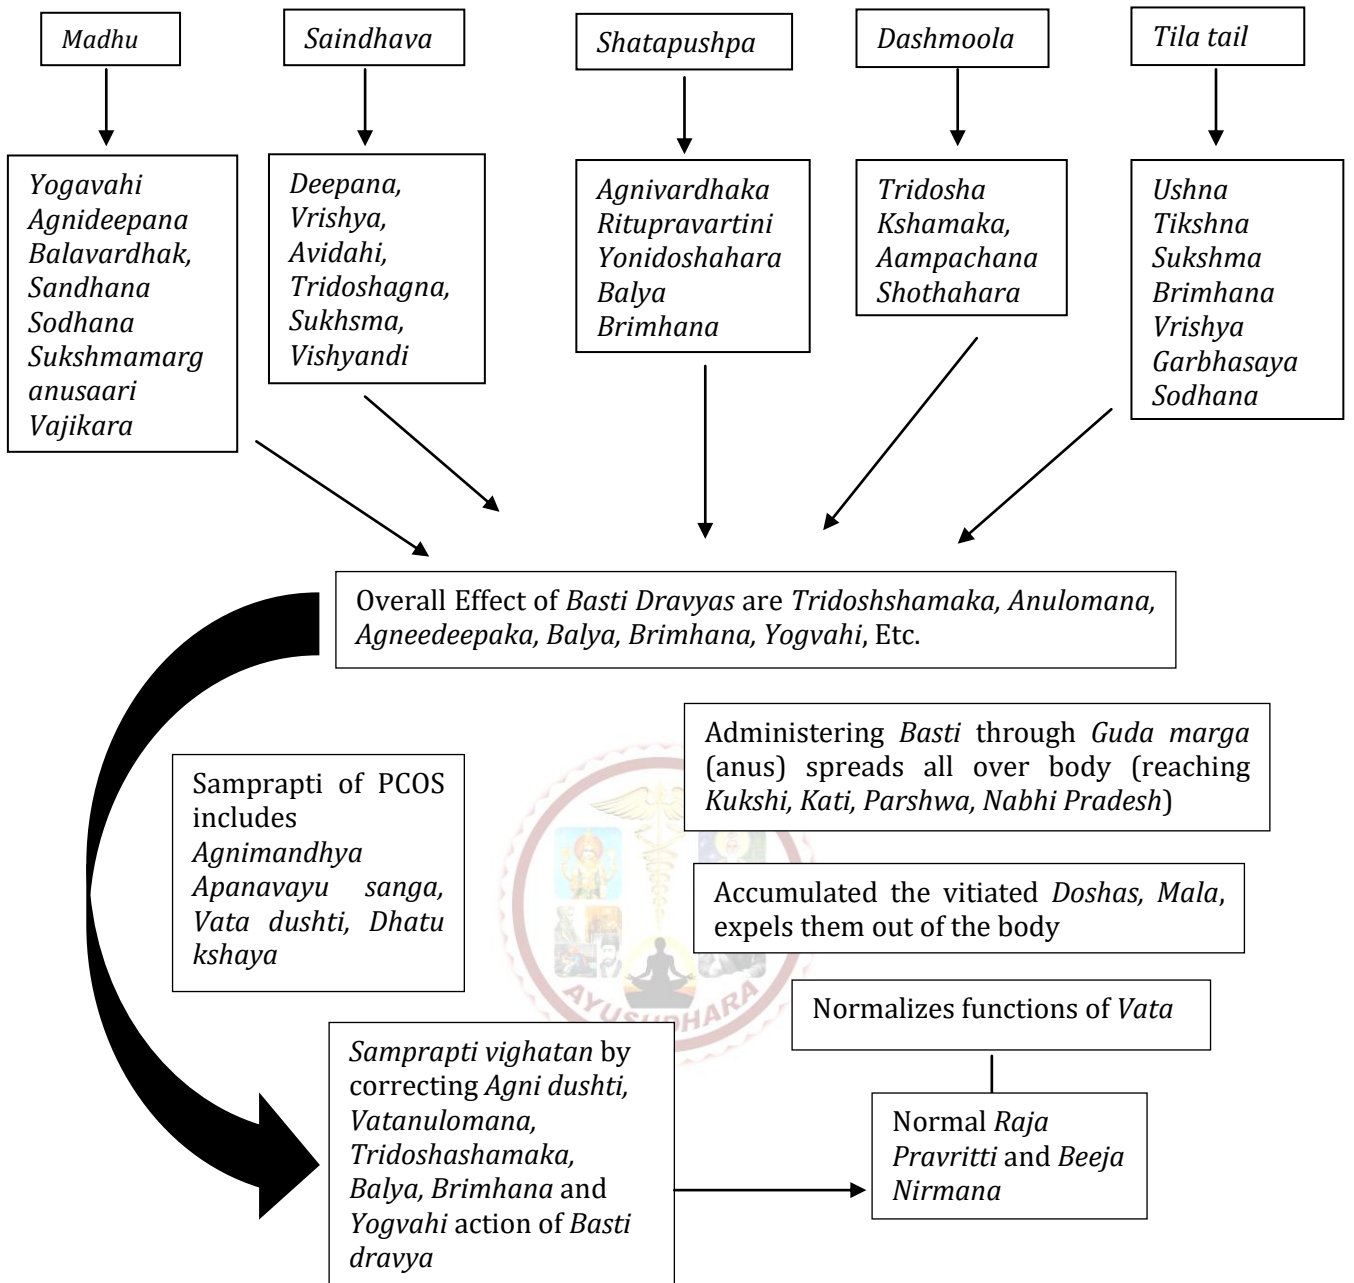 Madhu
Saindhava
Shatapushpa
Dashmoola
Tila tail
Yogavahi
Agnideepana
Balavardhak,
Sandhana
Sodhana
Sukshmamarg
anusaari
Vajikara
Deepana,
Vrishya,
Avidahi,
Tridoshagna,
Sukhsma,
Vishyandi
Agnivardhaka
Ritupravartini
Yonidoshahara
Balya
Brimhana
Tridosha
Kshamaka,
Aampachana
Shothahara
Ushna
Tikshna
Sukshma
Brimhana
Vrishya
Garbhasaya
Sodhana
Overall Effect of Basti Dravyas are Tridoshshamaka, Anulomana,
Agneedeepaka, Balya, Brimhana, Yogvahi, Etc.
Administering Basti through Guda marga
(anus) spreads all over body (reaching
Kukshi, Kati, Parshwa, Nabhi Pradesh)
Samprapti of PCOS
includes
Agnimandhya
Apanavayu sanga,
Vata dushti, Dhatu
kshaya
Accumulated the vitiated Doshas, Mala,
expels them out of the body
Normalizes functions of Vata
AYUSHDHARA
Samprapti vighatan by
correcting Agni dushti,
Vatanulomana,
Tridoshashamaka,
Balya, Brimhana and
Yogvahi action of Basti
dravya
Normal Raja
Pravritti and Beeja
Nirmana